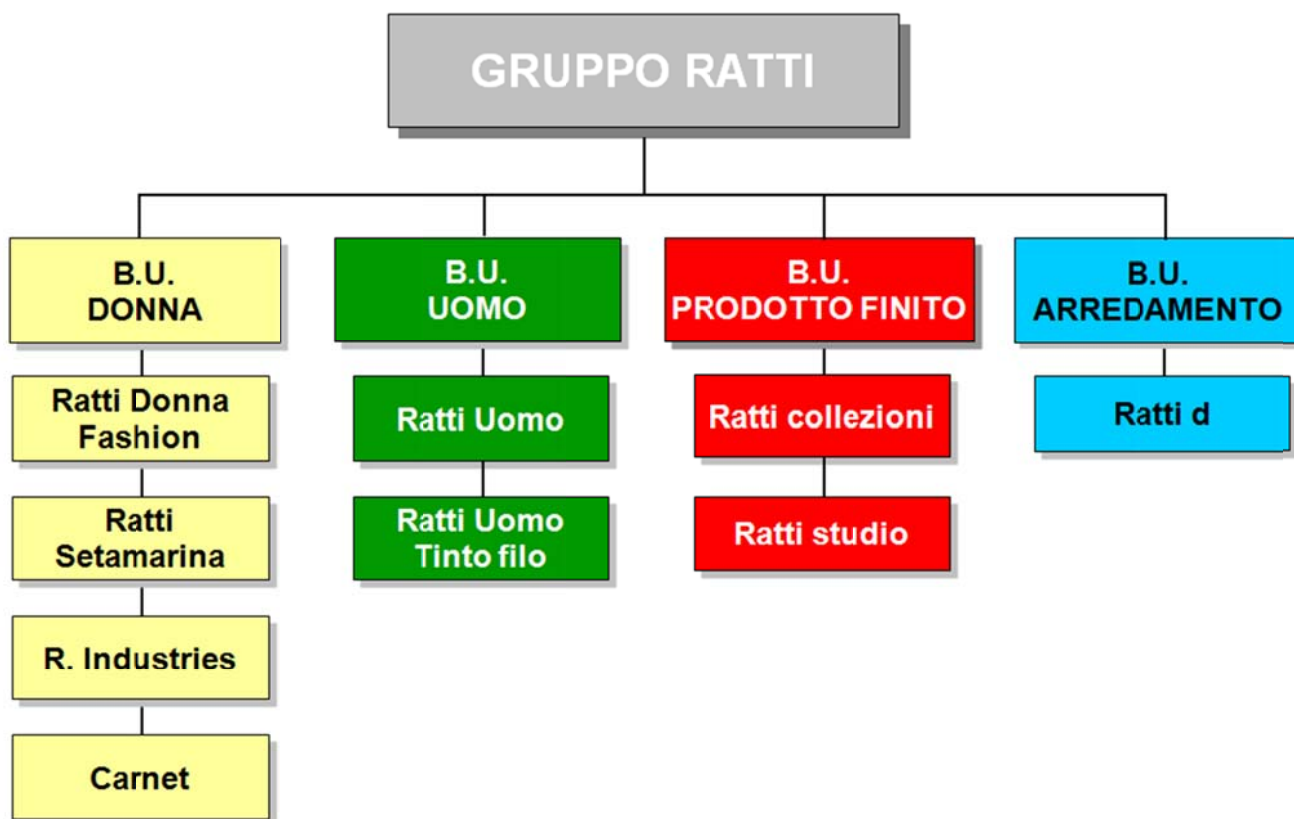 GRUPPO RATTI
B.U.
DONNA
Ratti Donna
Fashion
Ratti
Setamarina
R. Industries
Carnet
B.U.
UOMO
Ratti Uomo
Ratti Uomo
Tinto filo
B.U.
PRODOTTO FINITO
Ratti collezioni
Ratti studio
B.U.
ARREDAMENTO
Ratti d